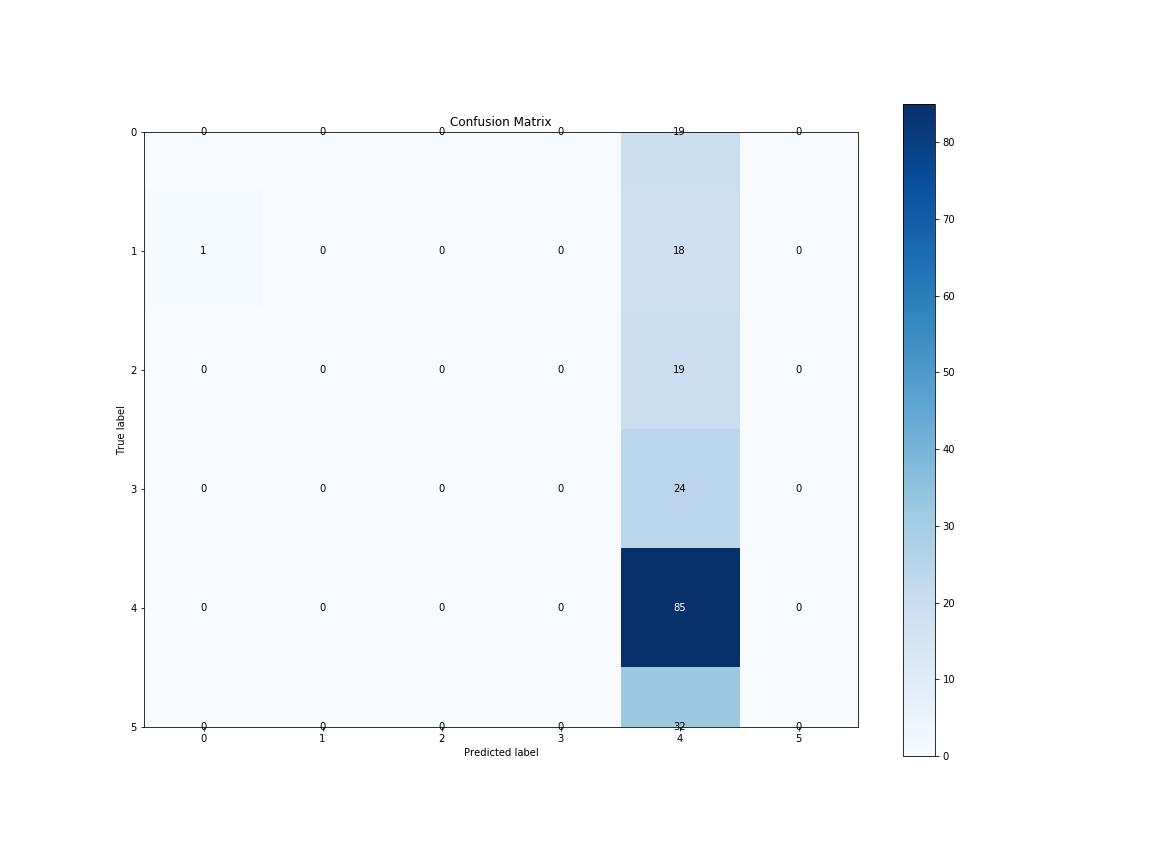 Confusion Matrix
0 0 0 0 0 19 0
1 1 0 0 0 18 0
2 0 0 0 0 19 0
3 0 0 0 0 24 0
4 0 0 0 0 85 0
5 0 0 0 0 32 0
0 1 2 3 4 5
Predicted label
True label
80
70
60
50
40
30
20
10
0